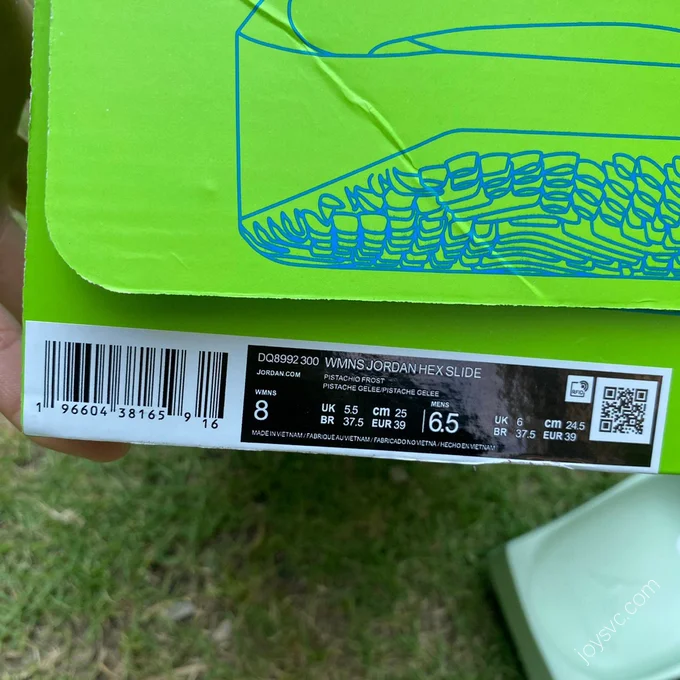 DQ8992 300 WMNS JORDAN HEX SLIDE
JORDAN.COM
PISTACHIO FROST
PISTACHE GELEE/PISTACHE GELEE
WMNS
8
UK 5.5 cm 25
BR 37.5 EUR 39
MENS
6.5
UK 6 cm 24.5
BR 37.5 EUR 39
MADE IN VIETNAM / FABRIQUE AU VIETNAM / FABRICADO NO VIETNÃ / HECHO EN VIETNAM
RFID
1 96604 38165 9 16
joysvc.com